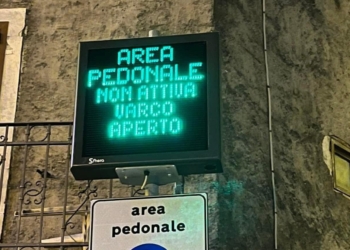 AREA
PEDONALE
NON ATTIVA
VARCO
APERTO
area
pedonale